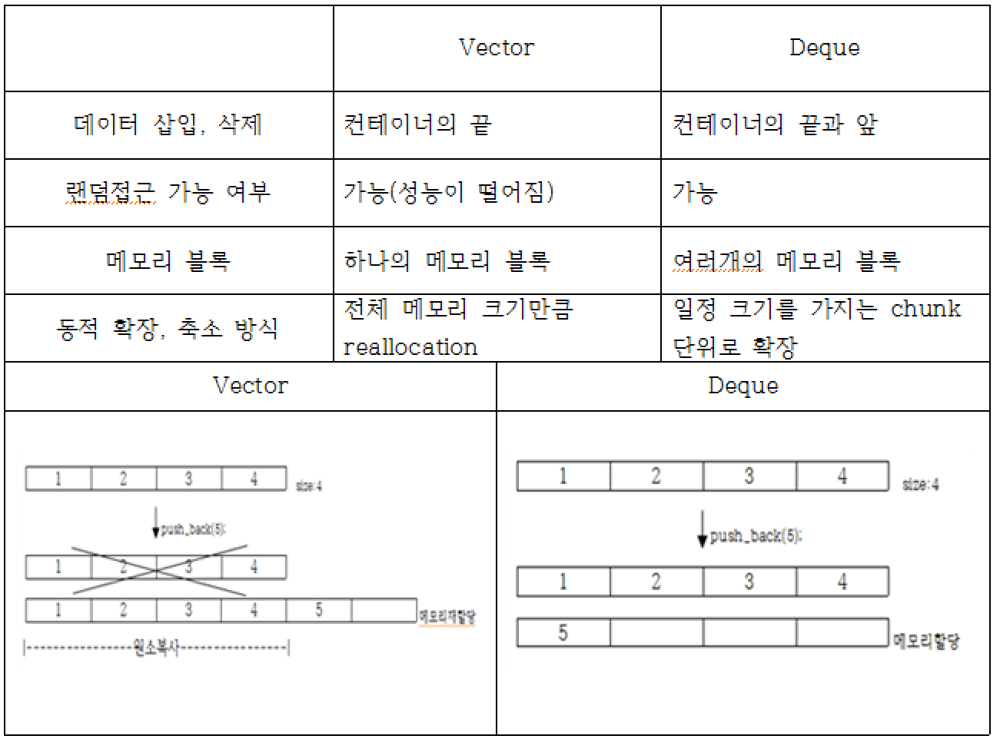 Vector
Deque
데이터 삽입, 삭제
컨테이너의 끝
컨테이너의 끝과 앞
랜덤접근 가능 여부
가능(성능이 떨어짐)
가능
메모리 블록
하나의 메모리 블록
여러개의 메모리 블록
동적 확장, 축소 방식
전체 메모리 크기만큼
reallocation
일정 크기를 가지는 chunk
단위로 확장
Vector
Deque
1 2 3 4 size:4
push_back(5);
1 2 3 4
1 2 3 4 5 메모리재할당
|----------------원소복사----------------|
1 2 3 4 size:4
push_back(5);
1 2 3 4
5 메모리할당